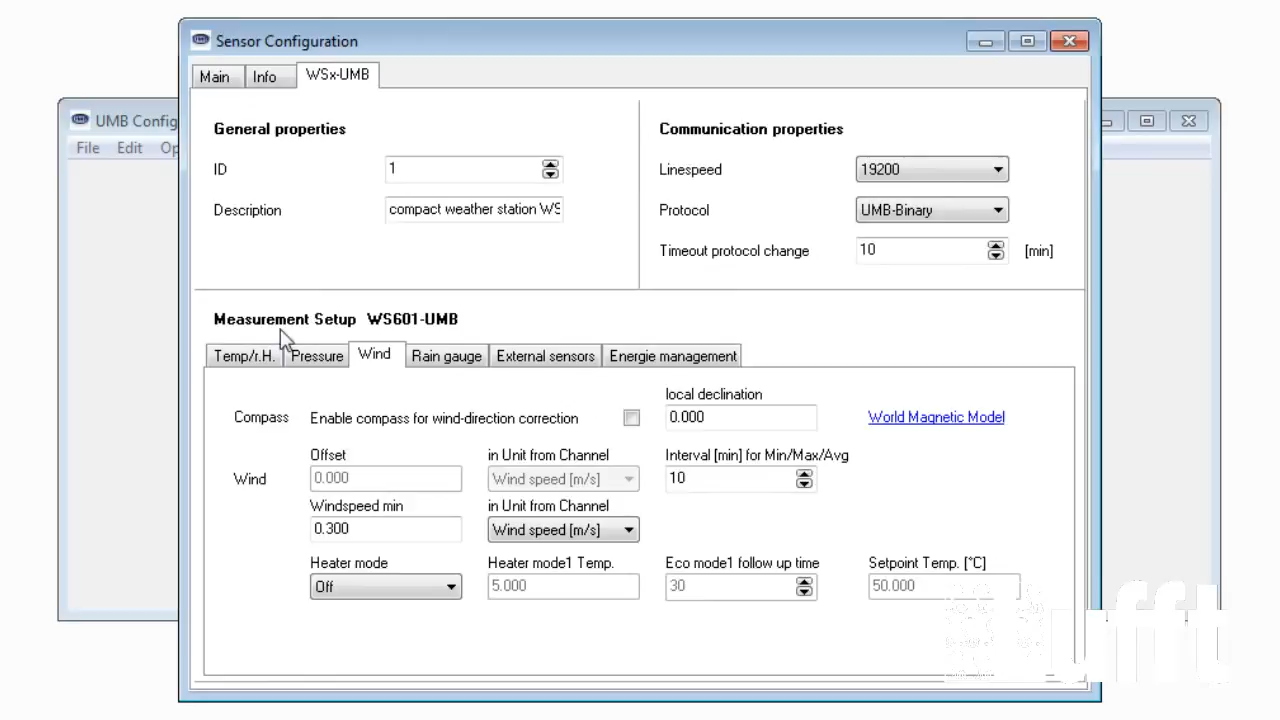 Sensor Configuration
Main Info WSx-UMB
UMB Config
File Edit Op
General properties
Communication properties
ID 1
Linespeed 19200
Description compact weather station WS
Protocol UMB-Binary
Timeout protocol change 10 [min]
Measurement Setup WS601-UMB
Temp/r.H. Pressure Wind Rain gauge External sensors Energie management
local declination
Compass Enable compass for wind-direction correction 0.000 World Magnetic Model
Offset in Unit from Channel Interval [min] for Min/Max/Avg
Wind 0.000 Wind speed [m/s] 10
Windspeed min in Unit from Channel
0.300 Wind speed [m/s]
Heater mode Heater mode1 Temp. Eco mode1 follow up time Setpoint Temp. [°C]
Off 5.000 30 50.000
ufft